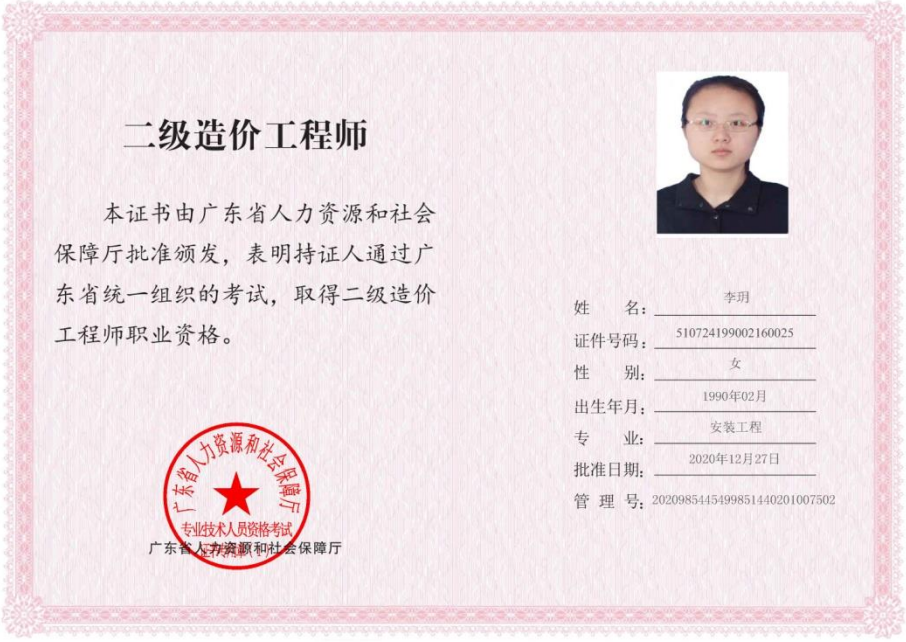 二级造价工程师
本证书由广东省人力资源和社会
保障厅批准颁发，表明持证人通过广
东省统一组织的考试，取得二级造价
工程师职业资格。
广东省人力资源和社会保障厅
专业技术人员资格考试
广东省人力资源和社会保障厅
姓 名：李玥
证件号码：510724199002160025
性 别：女
出生年月：1990年02月
专 业：安装工程
批准日期：2020年12月27日
管 理 号：20209854454998514402010​07502